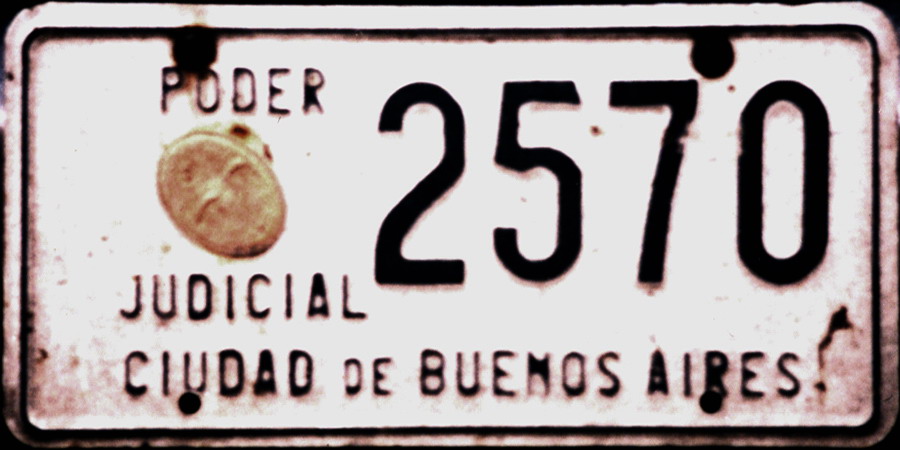 PODER
2570
JUDICIAL
CIUDAD DE BUENOS AIRES